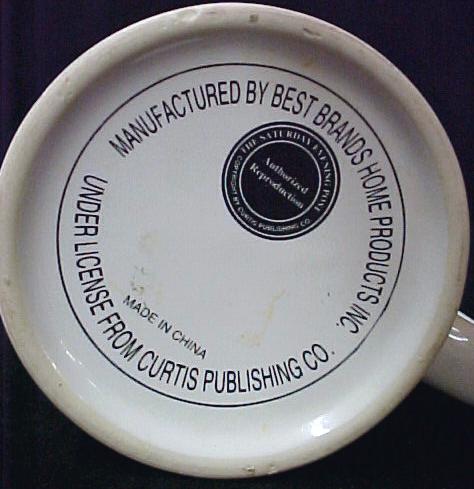 MANUFACTURED BY BEST BRANDS HOME PRODUCTS INC.
UNDER LICENSE FROM CURTIS PUBLISHING CO.
THE SATURDAY EVENING POST
Authorized
Reproduction
COPYRIGHT BY CURTIS PUBLISHING CO.
MADE IN CHINA